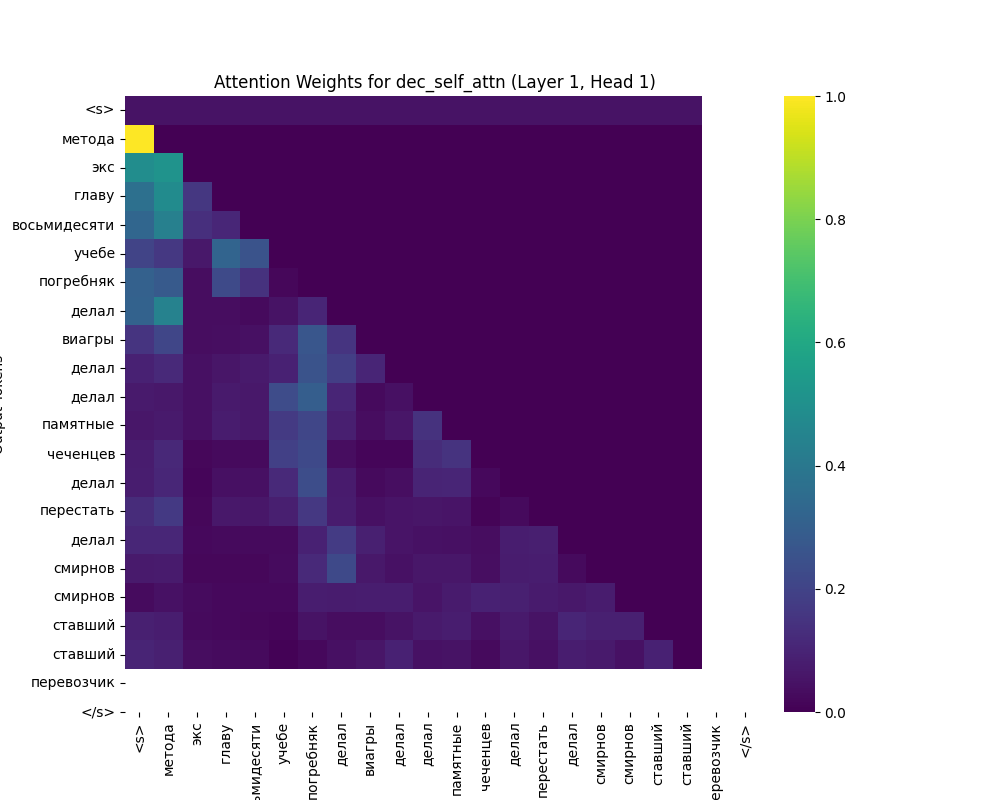 Attention Weights for dec_self_attn (Layer 1, Head 1)
<s>
метода
экс
главу
восьмидесяти
учебе
погребняк
делал
виагры
делал
делал
памятные
чеченцев
делал
перестать
делал
смирнов
смирнов
ставший
ставший
перевозчик
</s>
<s>
метода
экс
главу
ьмидесяти
учебе
погребняк
делал
виагры
делал
делал
памятные
чеченцев
делал
перестать
делал
смирнов
смирнов
ставший
ставший
еревозчик
</s>
1.0
0.8
0.6
0.4
0.2
0.0